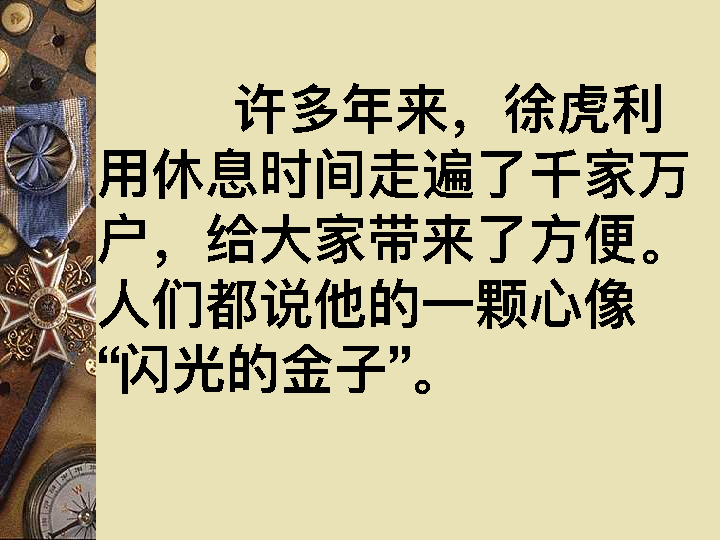 许多年来，徐虎利
用休息时间走遍了千家万
户，给大家带来了方便。
人们都说他的一颗心像
“闪光的金子”。